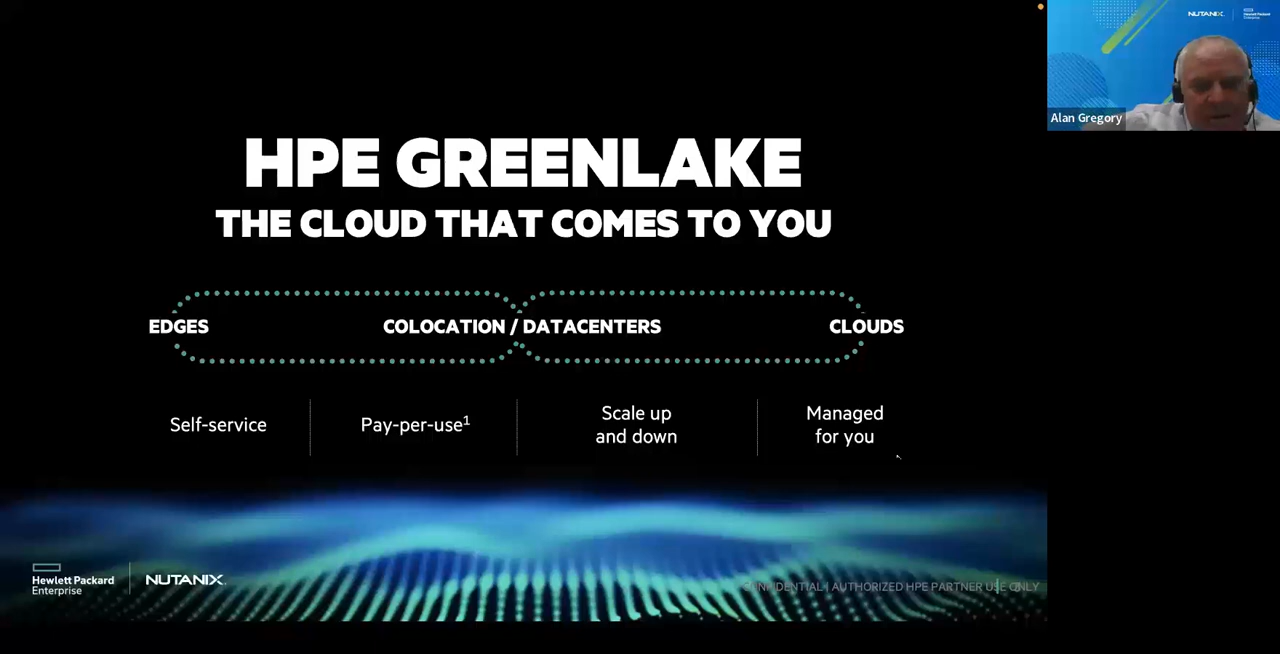 NUTANIX
Alan Gregory
HPE GREENLAKE
THE CLOUD THAT COMES TO YOU
EDGES
COLOCATION / DATACENTERS
CLOUDS
Self-service
Pay-per-use¹
Scale up
and down
Managed
for you
Hewlett Packard
Enterprise
NUTANIX
CONFIDENTIAL | AUTHORIZED HPE PARTNER USE ONLY